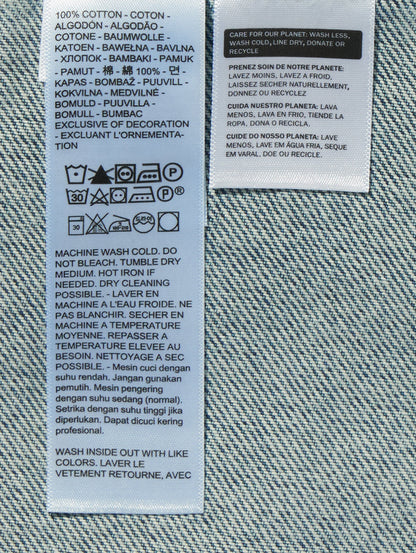 100% COTTON - COTON -
ALGODÓN - ALGODÃO -
COTONE - BAUMWOLLE -
KATOEN - BAWEŁNA - BAVLNA
- ХЛОПОК - BAMBAKI - PAMUK
- PAMUT - 棉 - 綿 100% - 면 -
KAPAS - BOMBAŽ - PUUVILL -
KOKVILNA - MEDVILNĖ -
BOMULD - PUUVILLA -
BOMULL - BUMBAC
EXCLUSIVE OF DECORATION
- EXCLUANT L'ORNEMENTA-
TION
P
30 P®
30
MACHINE WASH COLD. DO
NOT BLEACH. TUMBLE DRY
MEDIUM. HOT IRON IF
NEEDED. DRY CLEANING
POSSIBLE. - LAVER EN
MACHINE A L'EAU FROIDE. NE
PAS BLANCHIR. SECHER EN
MACHINE A TEMPERATURE
MOYENNE. REPASSER A
TEMPERATURE ELEVEE AU
BESOIN. NETTOYAGE A SEC
POSSIBLE. - Mesin cuci dengan
suhu rendah. Jangan gunakan
pemutih. Mesin pengering
dengan suhu sedang (normal).
Setrika dengan suhu tinggi jika
diperlukan. Dapat dicuci kering
profesional.
WASH INSIDE OUT WITH LIKE
COLORS. LAVER LE
VETEMENT RETOURNE, AVEC
CARE FOR OUR PLANET: WASH LESS,
WASH COLD, LINE DRY, DONATE OR
RECYCLE
PRENEZ SOIN DE NOTRE PLANETE:
LAVEZ MOINS, LAVEZ A FROID,
LAISSEZ SECHER NATURELLEMENT,
DONNEZ OU RECYCLEZ
CUIDA NUESTRO PLANETA: LAVA
MENOS, LAVA EN FRIO, TIENDE LA
ROPA, DONA O RECICLA.
CUIDE DO NOSSO PLANETA: LAVE
MENOS, LAVE EM ÁGUA FRIA, SEQUE
EM VARAL, DOE OU RECICLE.